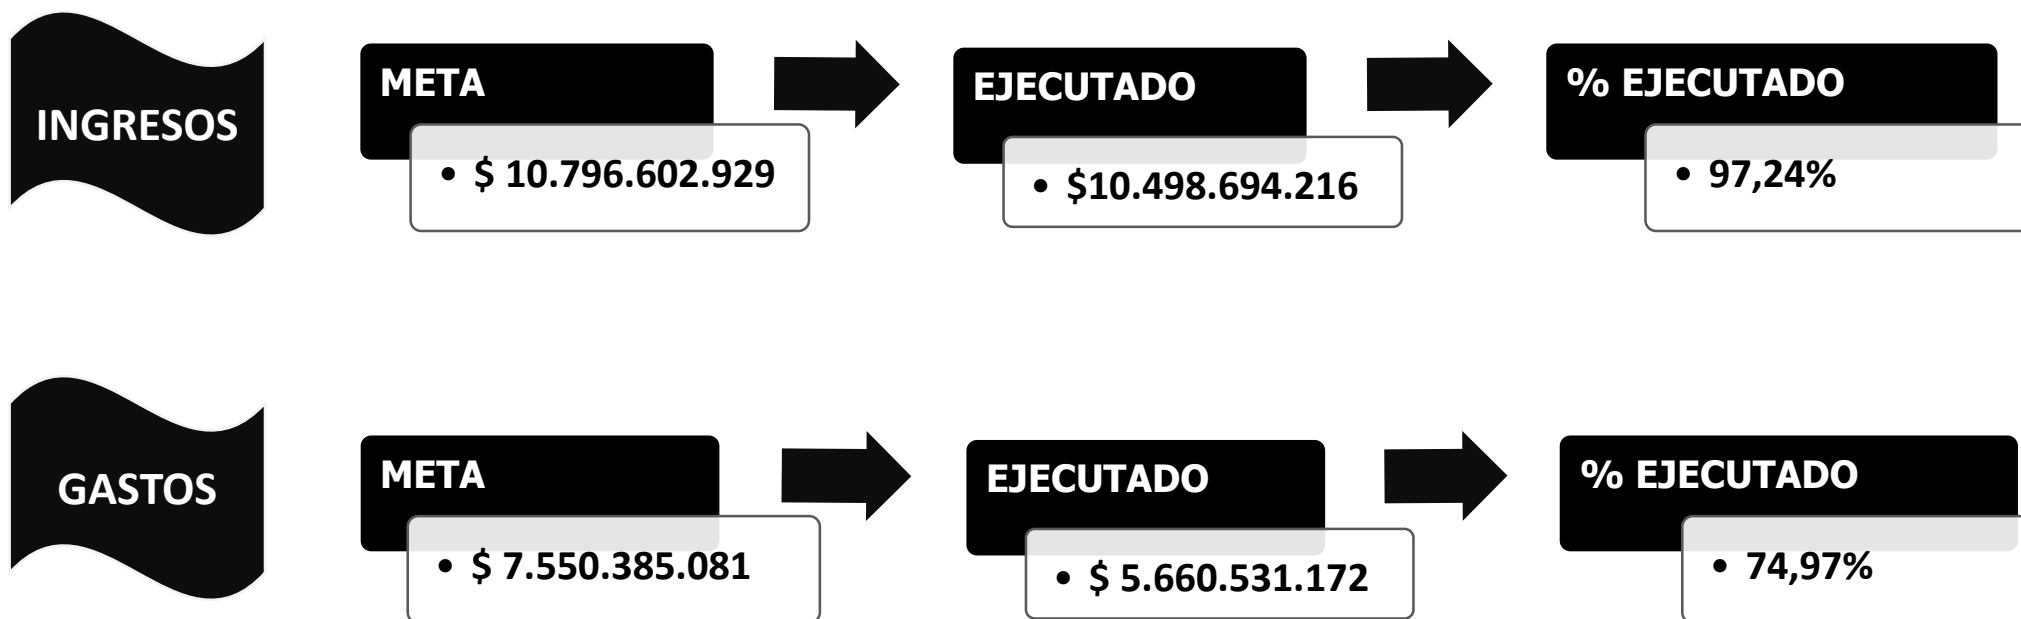 INGRESOS
META
• $ 10.796.602.929
EJECUTADO
• $10.498.694.216
% EJECUTADO
• 97,24%
GASTOS
META
• $ 7.550.385.081
EJECUTADO
• $ 5.660.531.172
% EJECUTADO
• 74,97%